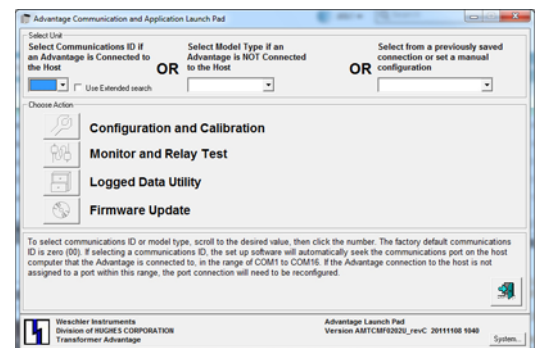 Advantage Communication and Application Launch Pad
Select Unit
Select Communications ID if
an Advantage is Connected to
the Host
OR
Select Model Type if an
Advantage is NOT Connected
to the Host
OR
Select from a previously saved
connection or set a manual
configuration
Use Extended search
Choose Action
Configuration and Calibration
Monitor and Relay Test
Logged Data Utility
Firmware Update
To select communications ID or model type, scroll to the desired value, then click the number. The factory default communications
ID is zero (00). If selecting a communications ID, the set up software will automatically seek the communications port on the host
computer that the Advantage is connected to, in the range of COM1 to COM16. If the Advantage connection to the host is not
assigned to a port within this range, the port connection will need to be reconfigured.
Weschler Instruments
Division of HUGHES CORPORATION
Transformer Advantage
Advantage Launch Pad
Version AMTCMF0202U_revC 20111108 1040
System...